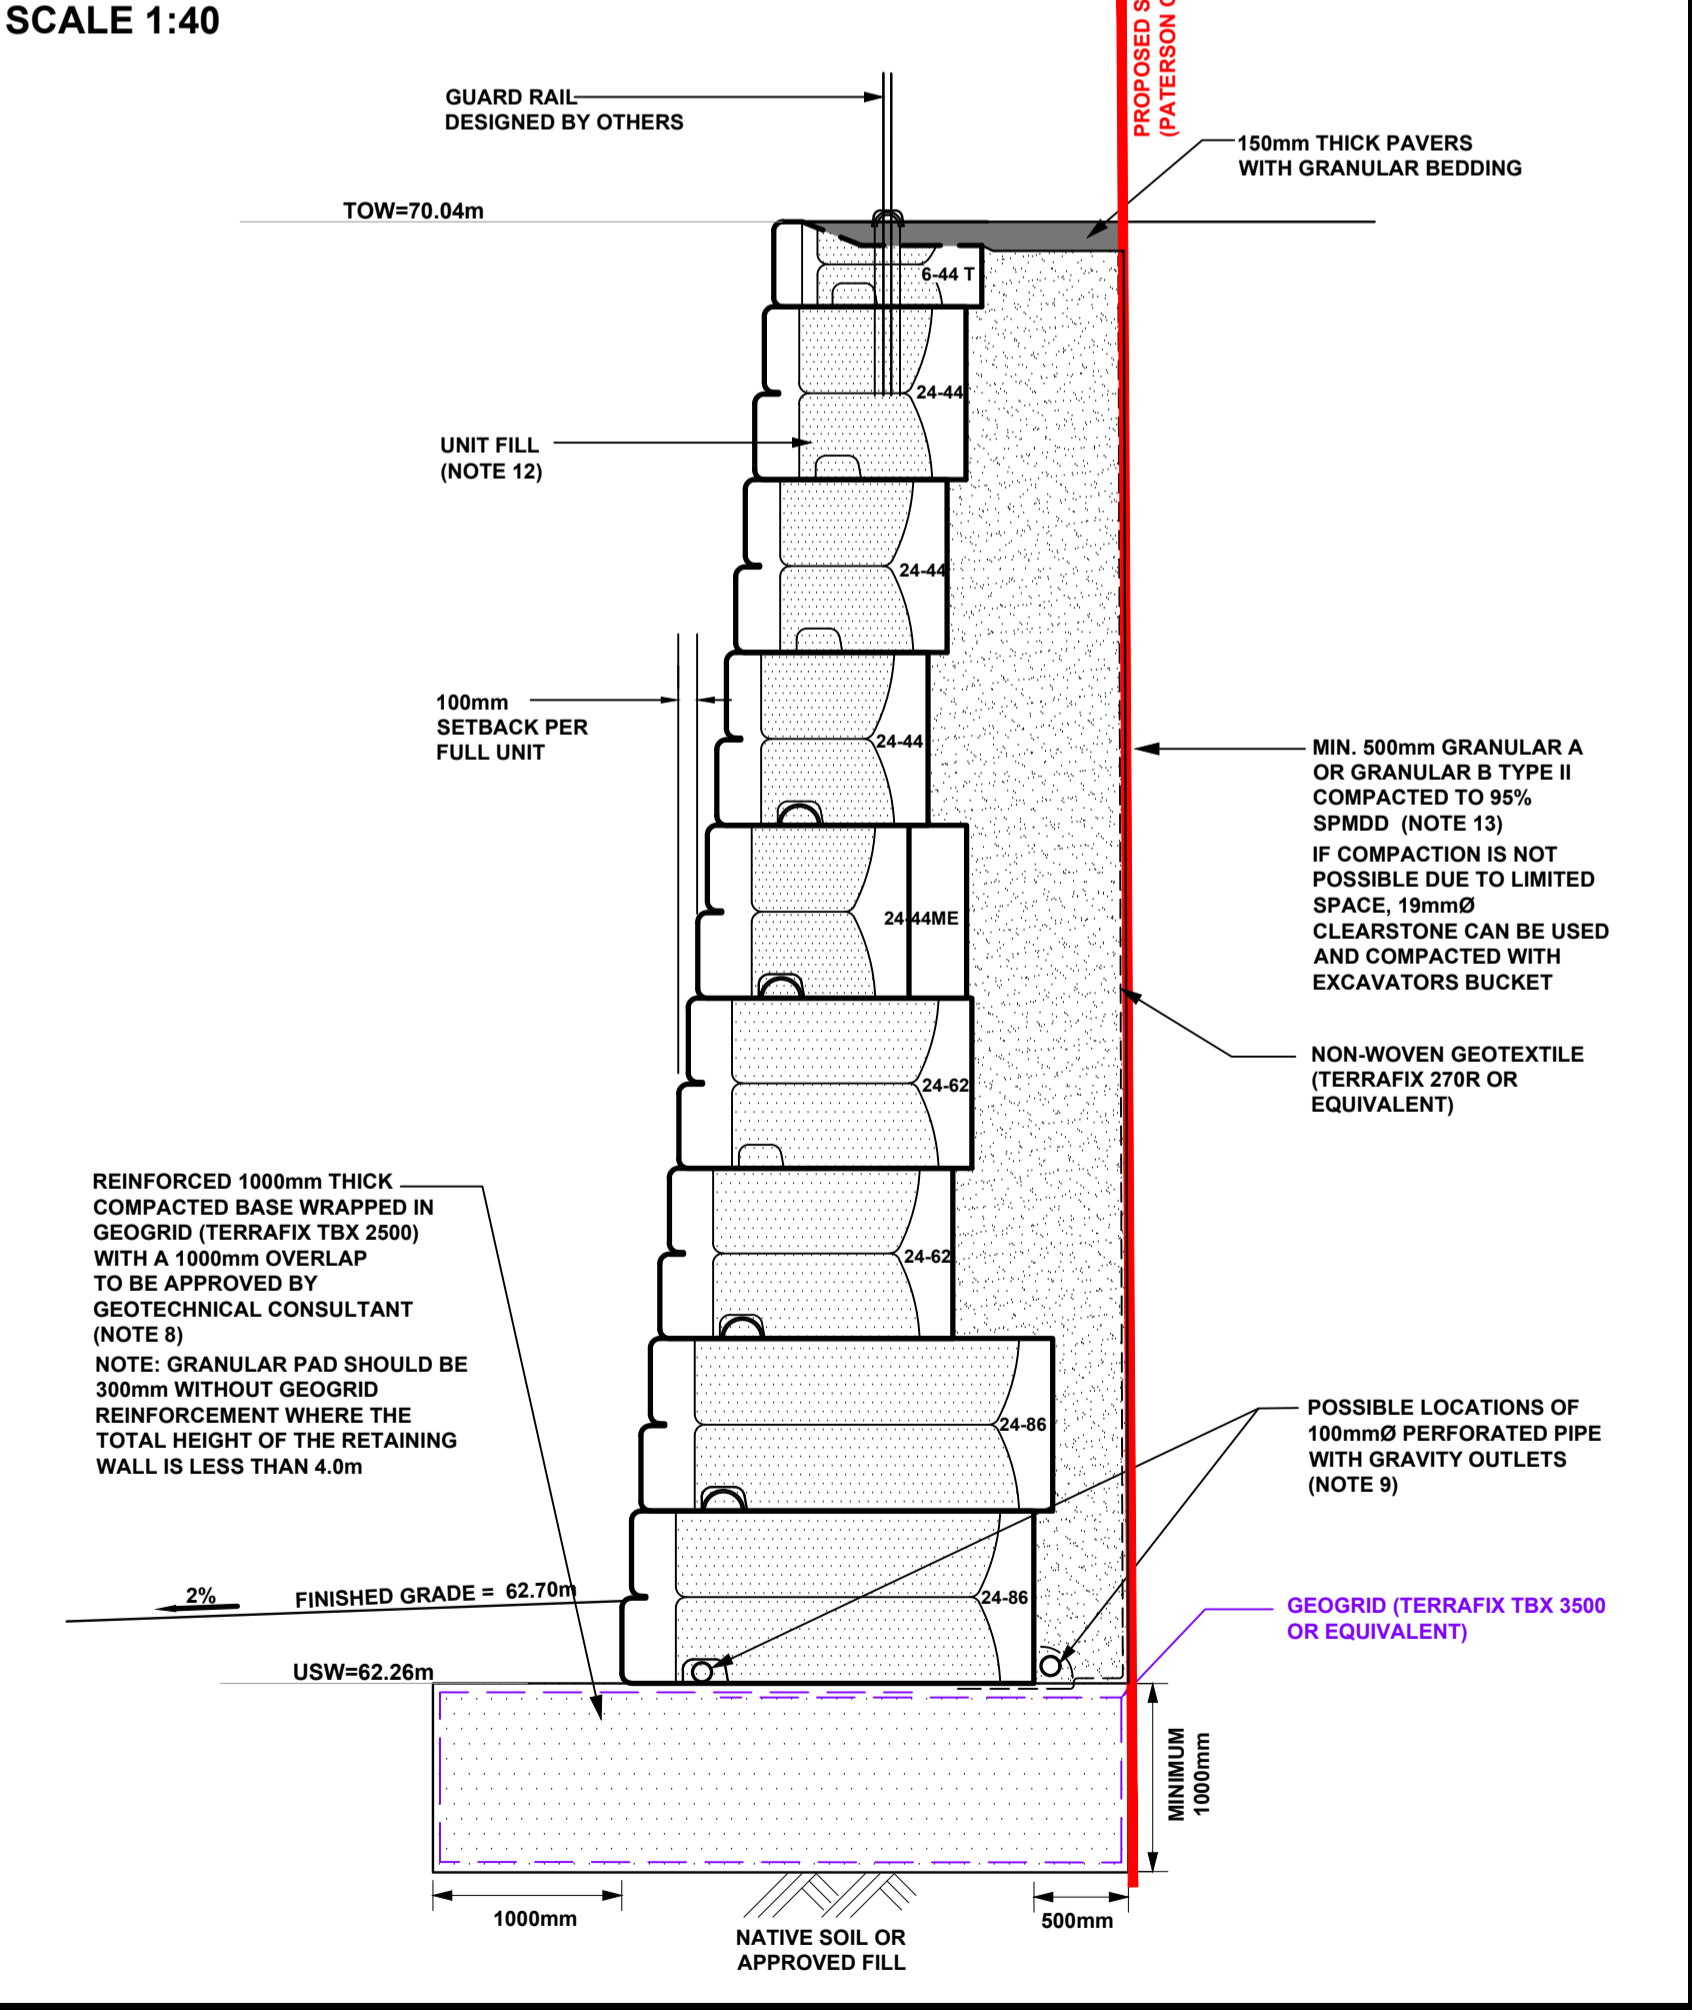 SCALE 1:40
PROPOSED S
(PATERSON
GUARD RAIL
DESIGNED BY OTHERS
150mm THICK PAVERS
WITH GRANULAR BEDDING
TOW=70.04m
6-44 T
24-44
UNIT FILL
(NOTE 12)
24-44
100mm
SETBACK PER
FULL UNIT
24-44
MIN. 500mm GRANULAR A
OR GRANULAR B TYPE II
COMPACTED TO 95%
SPMDD (NOTE 13)
IF COMPACTION IS NOT
POSSIBLE DUE TO LIMITED
SPACE, 19mmØ
CLEARSTONE CAN BE USED
AND COMPACTED WITH
EXCAVATORS BUCKET
24-44ME
NON-WOVEN GEOTEXTILE
(TERRAFIX 270R OR
EQUIVALENT)
24-62
REINFORCED 1000mm THICK
COMPACTED BASE WRAPPED IN
GEOGRID (TERRAFIX TBX 2500)
WITH A 1000mm OVERLAP
TO BE APPROVED BY
GEOTECHNICAL CONSULTANT
(NOTE 8)
NOTE: GRANULAR PAD SHOULD BE
300mm WITHOUT GEOGRID
REINFORCEMENT WHERE THE
TOTAL HEIGHT OF THE RETAINING
WALL IS LESS THAN 4.0m
24-62
24-86
POSSIBLE LOCATIONS OF
100mmØ PERFORATED PIPE
WITH GRAVITY OUTLETS
(NOTE 9)
2%
FINISHED GRADE = 62.70m
24-86
GEOGRID (TERRAFIX TBX 3500
OR EQUIVALENT)
USW=62.26m
MINIMUM
1000mm
1000mm
500mm
NATIVE SOIL OR
APPROVED FILL